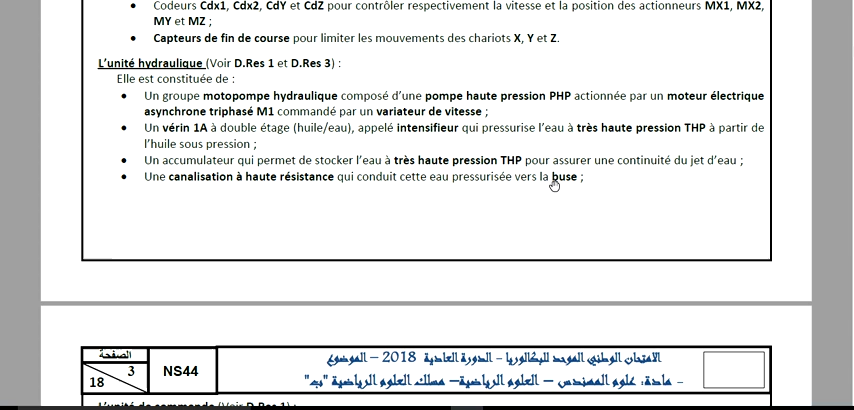 • Codeurs Cdx1, Cdx2, CdY et CdZ pour contrôler respectivement la vitesse et la position des actionneurs MX1, MX2,
MY et MZ ;
• Capteurs de fin de course pour limiter les mouvements des chariots X, Y et Z.
L'unité hydraulique (Voir D.Res 1 et D.Res 3) :
Elle est constituée de :
• Un groupe motopompe hydraulique composé d'une pompe haute pression PHP actionnée par un moteur électrique
asynchrone triphasé M1 commandé par un variateur de vitesse ;
• Un vérin 1A à double étage (huile/eau), appelé intensifieur qui pressurise l'eau à très haute pression THP à partir de
l'huile sous pression ;
• Un accumulateur qui permet de stocker l'eau à très haute pression THP pour assurer une continuité du jet d'eau ;
• Une canalisation à haute résistance qui conduit cette eau pressurisée vers la buse ;
الصفحة
3
18
NS44
الامتحان الوطني الموحد للبكالوريا - الدورة العادية 2018 – الموضوع
- مادة: علوم المهندس – العلوم الرياضية– مسلك العلوم الرياضية "ب"
L'unité de commande (Voir D.Res 1) :